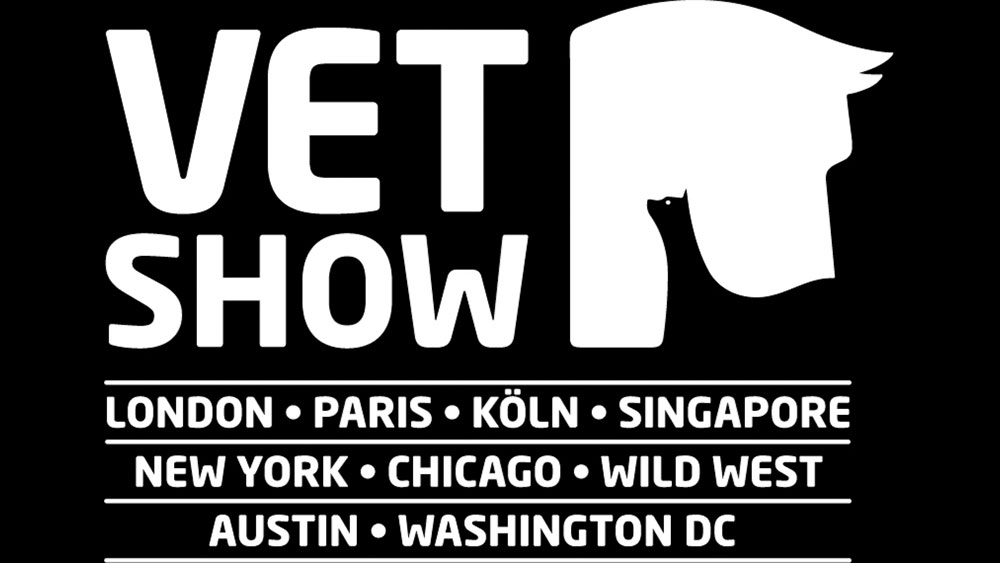 VET
SHOW
LONDON • PARIS • KÖLN • SINGAPORE
NEW YORK • CHICAGO • WILD WEST
AUSTIN • WASHINGTON DC